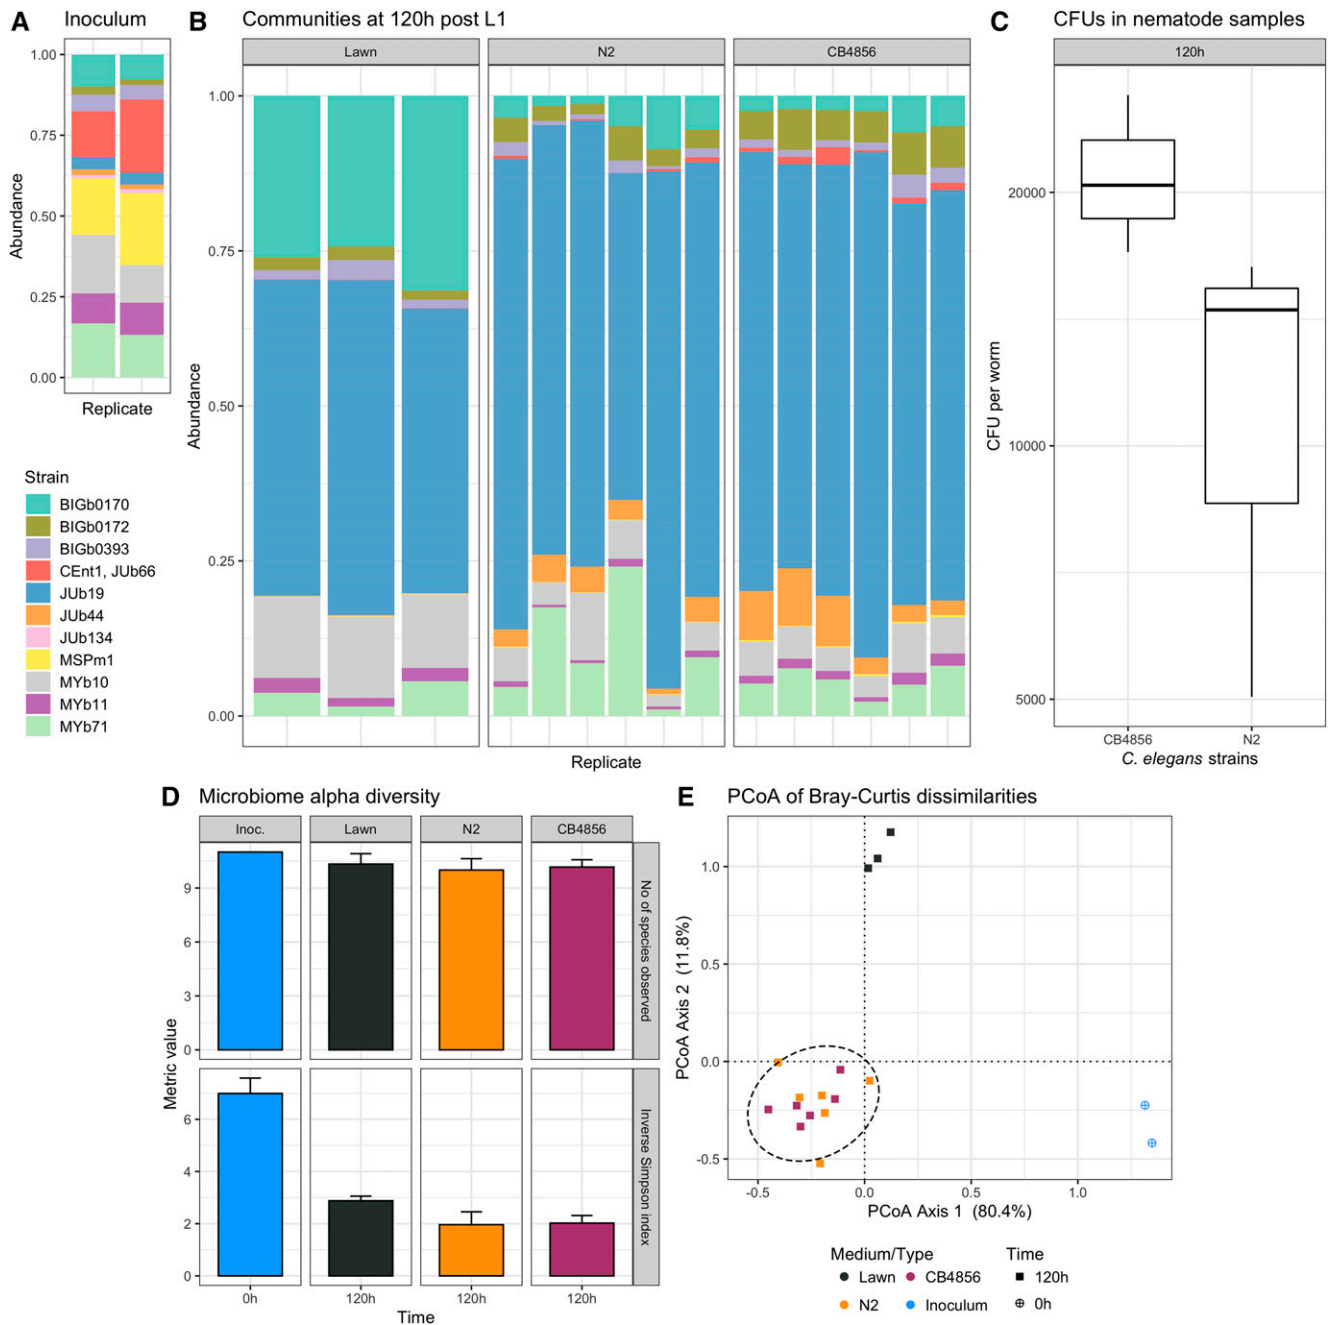 A Inoculum
1.00
0.75
0.50
0.25
0.00
Abundance
Replicate
Strain
BIGb0170
BIGb0172
BIGb0393
CEnt1, JUb66
JUb19
JUb44
JUb134
MSPm1
MYb10
MYb11
MYb71
B Communities at 120h post L1
Lawn N2 CB4856
1.00
0.75
0.50
0.25
0.00
Abundance
Replicate
C CFUs in nematode samples
120h
20000
10000
5000
CFU per worm
CB4856 N2
C. elegans strains
D Microbiome alpha diversity
Inoc. Lawn N2 CB4856
9
6
3
0
No of species observed
6
4
2
0
Inverse Simpson index
Metric value
0h 120h 120h 120h
Time
E PCoA of Bray-Curtis dissimilarities
1.0
0.5
0.0
-0.5
PCoA Axis 2 (11.8%)
-0.5 0.0 0.5 1.0
PCoA Axis 1 (80.4%)
Medium/Type Time
Lawn CB4856 120h
N2 Inoculum 0h